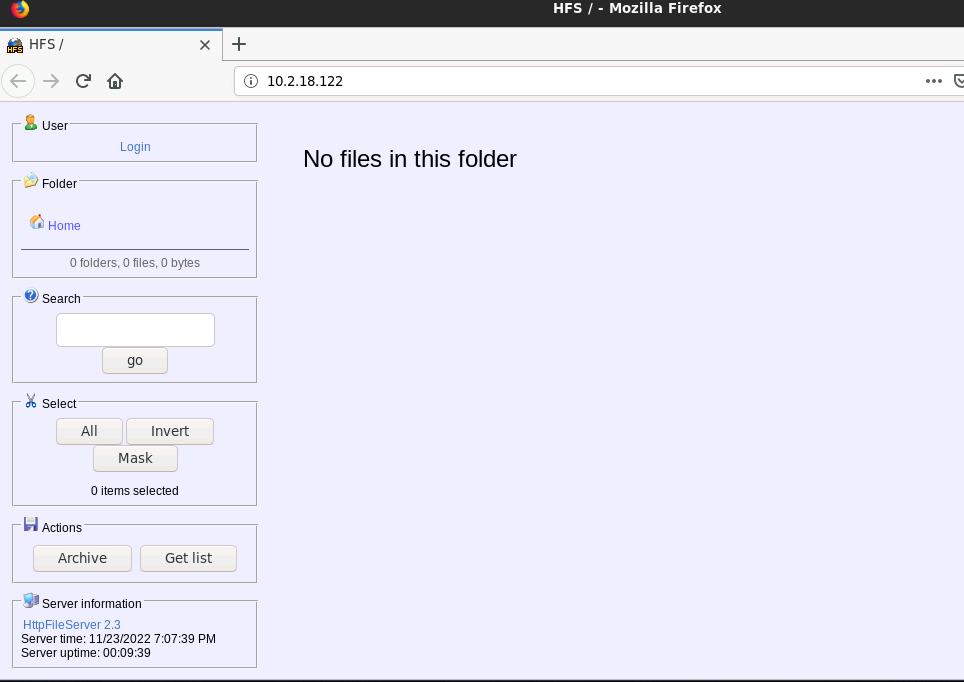 HFS / - Mozilla Firefox
HFS HFS /
10.2.18.122
User
Login
Folder
Home
0 folders, 0 files, 0 bytes
Search
go
Select
All Invert
Mask
0 items selected
Actions
Archive Get list
Server information
HttpFileServer 2.3
Server time: 11/23/2022 7:07:39 PM
Server uptime: 00:09:39
No files in this folder